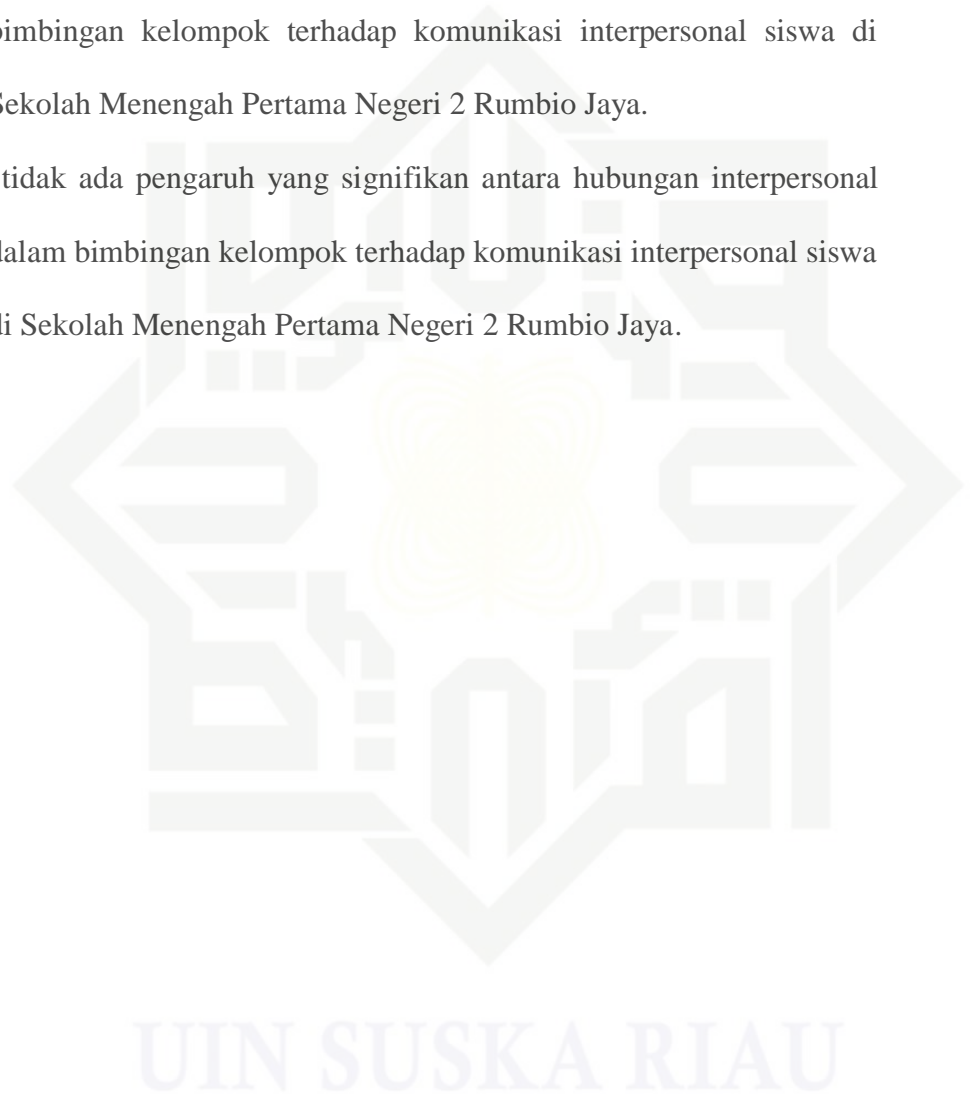 bimbingan kelompok terhadap komunikasi interpersonal siswa di
Sekolah Menengah Pertama Negeri 2 Rumbio Jaya.
tidak ada pengaruh yang signifikan antara hubungan interpersonal
dalam bimbingan kelompok terhadap komunikasi interpersonal siswa
di Sekolah Menengah Pertama Negeri 2 Rumbio Jaya.
UIN SUSKA RIAU